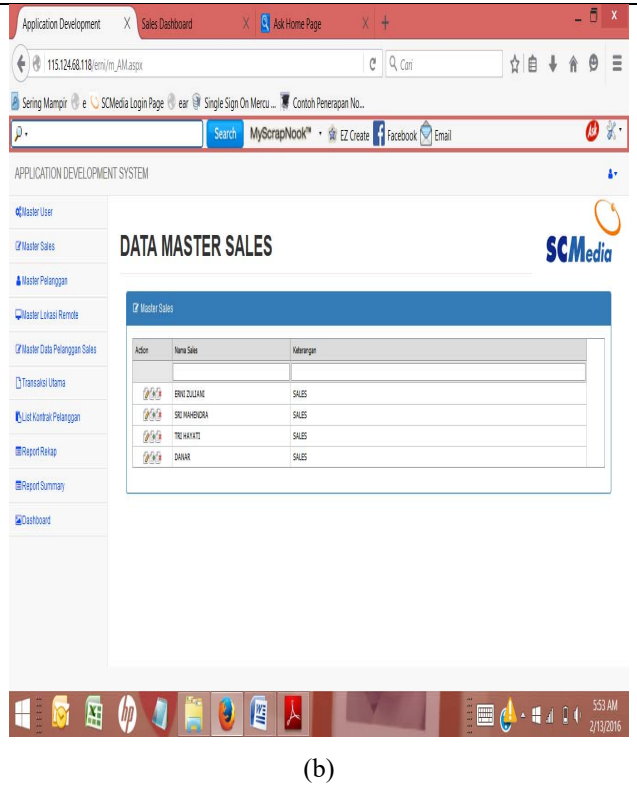 Application Development
Sales Dashboard
Ask Home Page
115.124.68.118/erni/m_AM.aspx
Cari
Sering Mampir e SCMedia Login Page ear Single Sign On Mercu ... Contoh Penerapan No...
Search MyScrapNook™ EZ Create Facebook Email Ask
APPLICATION DEVELOPMENT SYSTEM
Master User
Master Sales
Master Pelanggan
Master Lokasi Remote
Master Data Pelanggan Sales
Transaksi Utama
List Kontrak Pelanggan
Report Rekap
Report Summary
Dashboard
DATA MASTER SALES
SCMedia
Master Sales
Action Nama Sales Keterangan
ERNI ZULIANI SALES
SRI MAHENDRA SALES
TRI HAYATI SALES
DANAR SALES
5:53 AM
2/13/2016
(b)